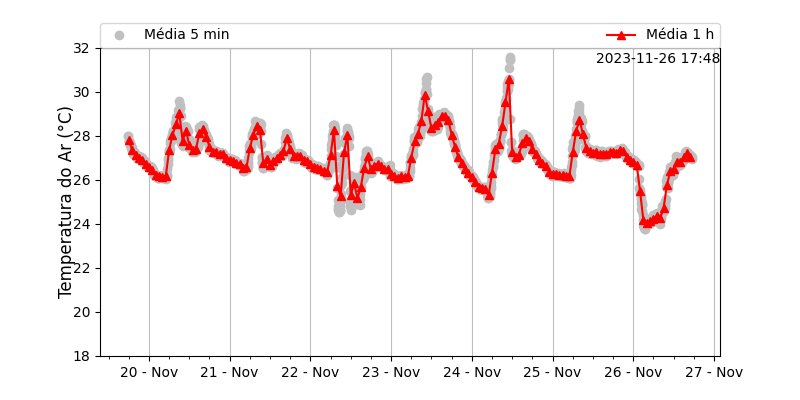 Média 5 min
Média 1 h
2023-11-26 17:48
Temperatura do Ar (°C)
32
30
28
26
24
22
20
18
20 - Nov
21 - Nov
22 - Nov
23 - Nov
24 - Nov
25 - Nov
26 - Nov
27 - Nov